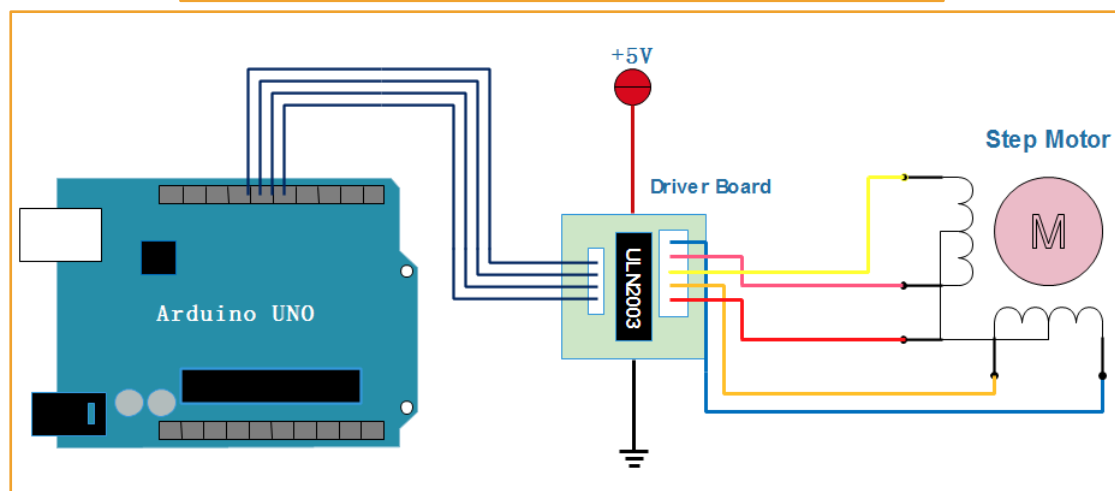 +5V
Step Motor
Driver Board
M
ULN2003
Arduino UNO